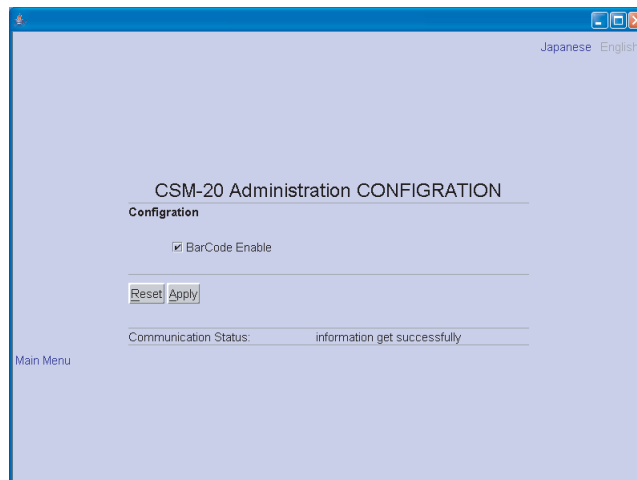 Japanese English
CSM-20 Administration CONFIGRATION
Configration
BarCode Enable
Reset Apply
Communication Status: information get successfully
Main Menu